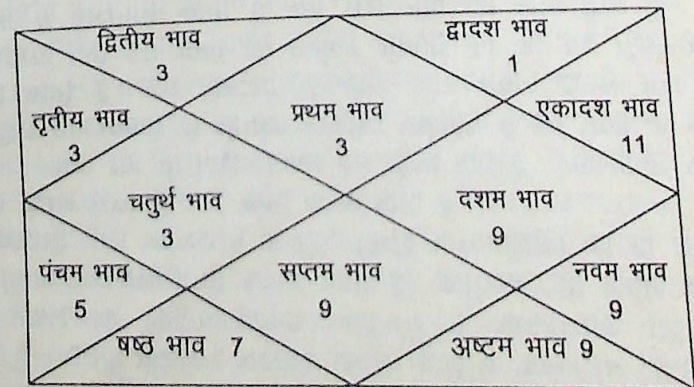 द्वितीय भाव
3
द्वादश भाव
1
तृतीय भाव
3
प्रथम भाव
3
एकादश भाव
11
चतुर्थ भाव
3
दशम भाव
9
पंचम भाव
5
सप्तम भाव
9
नवम भाव
9
षष्ठ भाव 7
अष्टम भाव 9